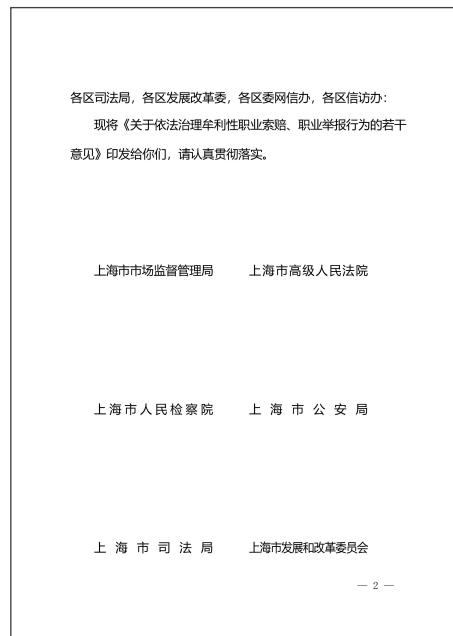 各区司法局，各区发展改革委，各区委网信办，各区信访办：
现将《关于依法治理牟利性职业索赔、职业举报行为的若干
意见》印发给你们，请认真贯彻落实。
上海市市场监督管理局 上海市高级人民法院
上海市人民检察院 上海市公安局
上海市司法局 上海市发展和改革委员会
— 2 —